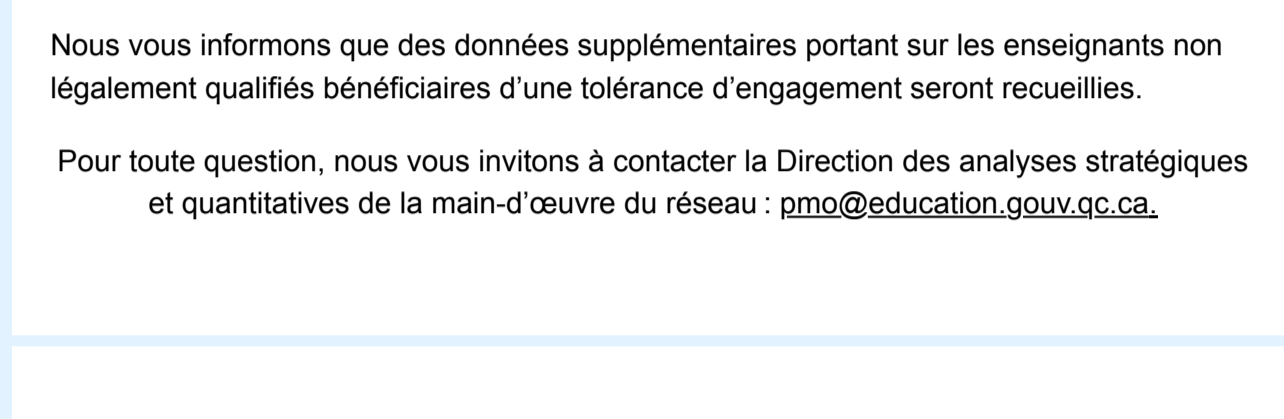 Nous vous informons que des données supplémentaires portant sur les enseignants non
légalement qualifiés bénéficiaires d’une tolérance d’engagement seront recueillies.
Pour toute question, nous vous invitons à contacter la Direction des analyses stratégiques
et quantitatives de la main-d’œuvre du réseau : pmo@education.gouv.qc.ca.